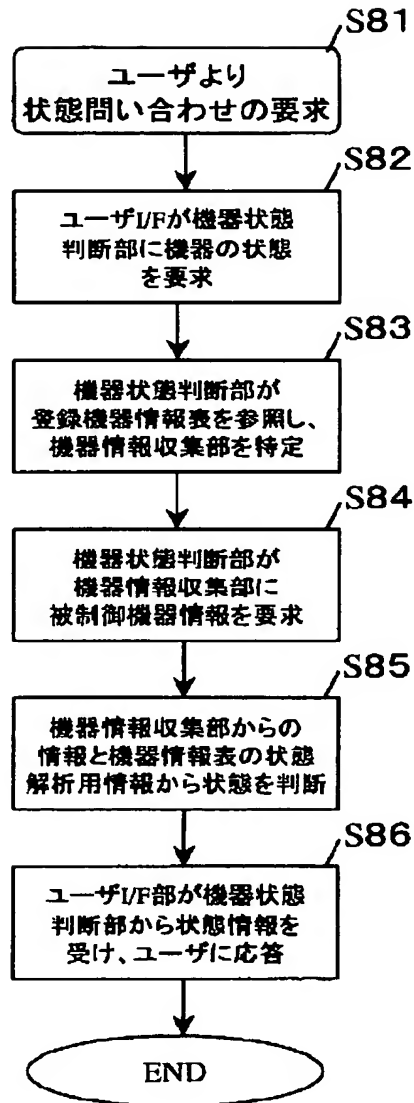 S81
ユーザより
状態問い合わせの要求
S82
ユーザI/Fが機器状態
判断部に機器の状態
を要求
S83
機器状態判断部が
登録機器情報表を参照し、
機器情報収集部を特定
S84
機器状態判断部が
機器情報収集部に
被制御機器情報を要求
S85
機器情報収集部からの
情報と機器情報表の状態
解析用情報から状態を判断
S86
ユーザI/F部が機器状態
判断部から状態情報を
受け、ユーザに応答
END